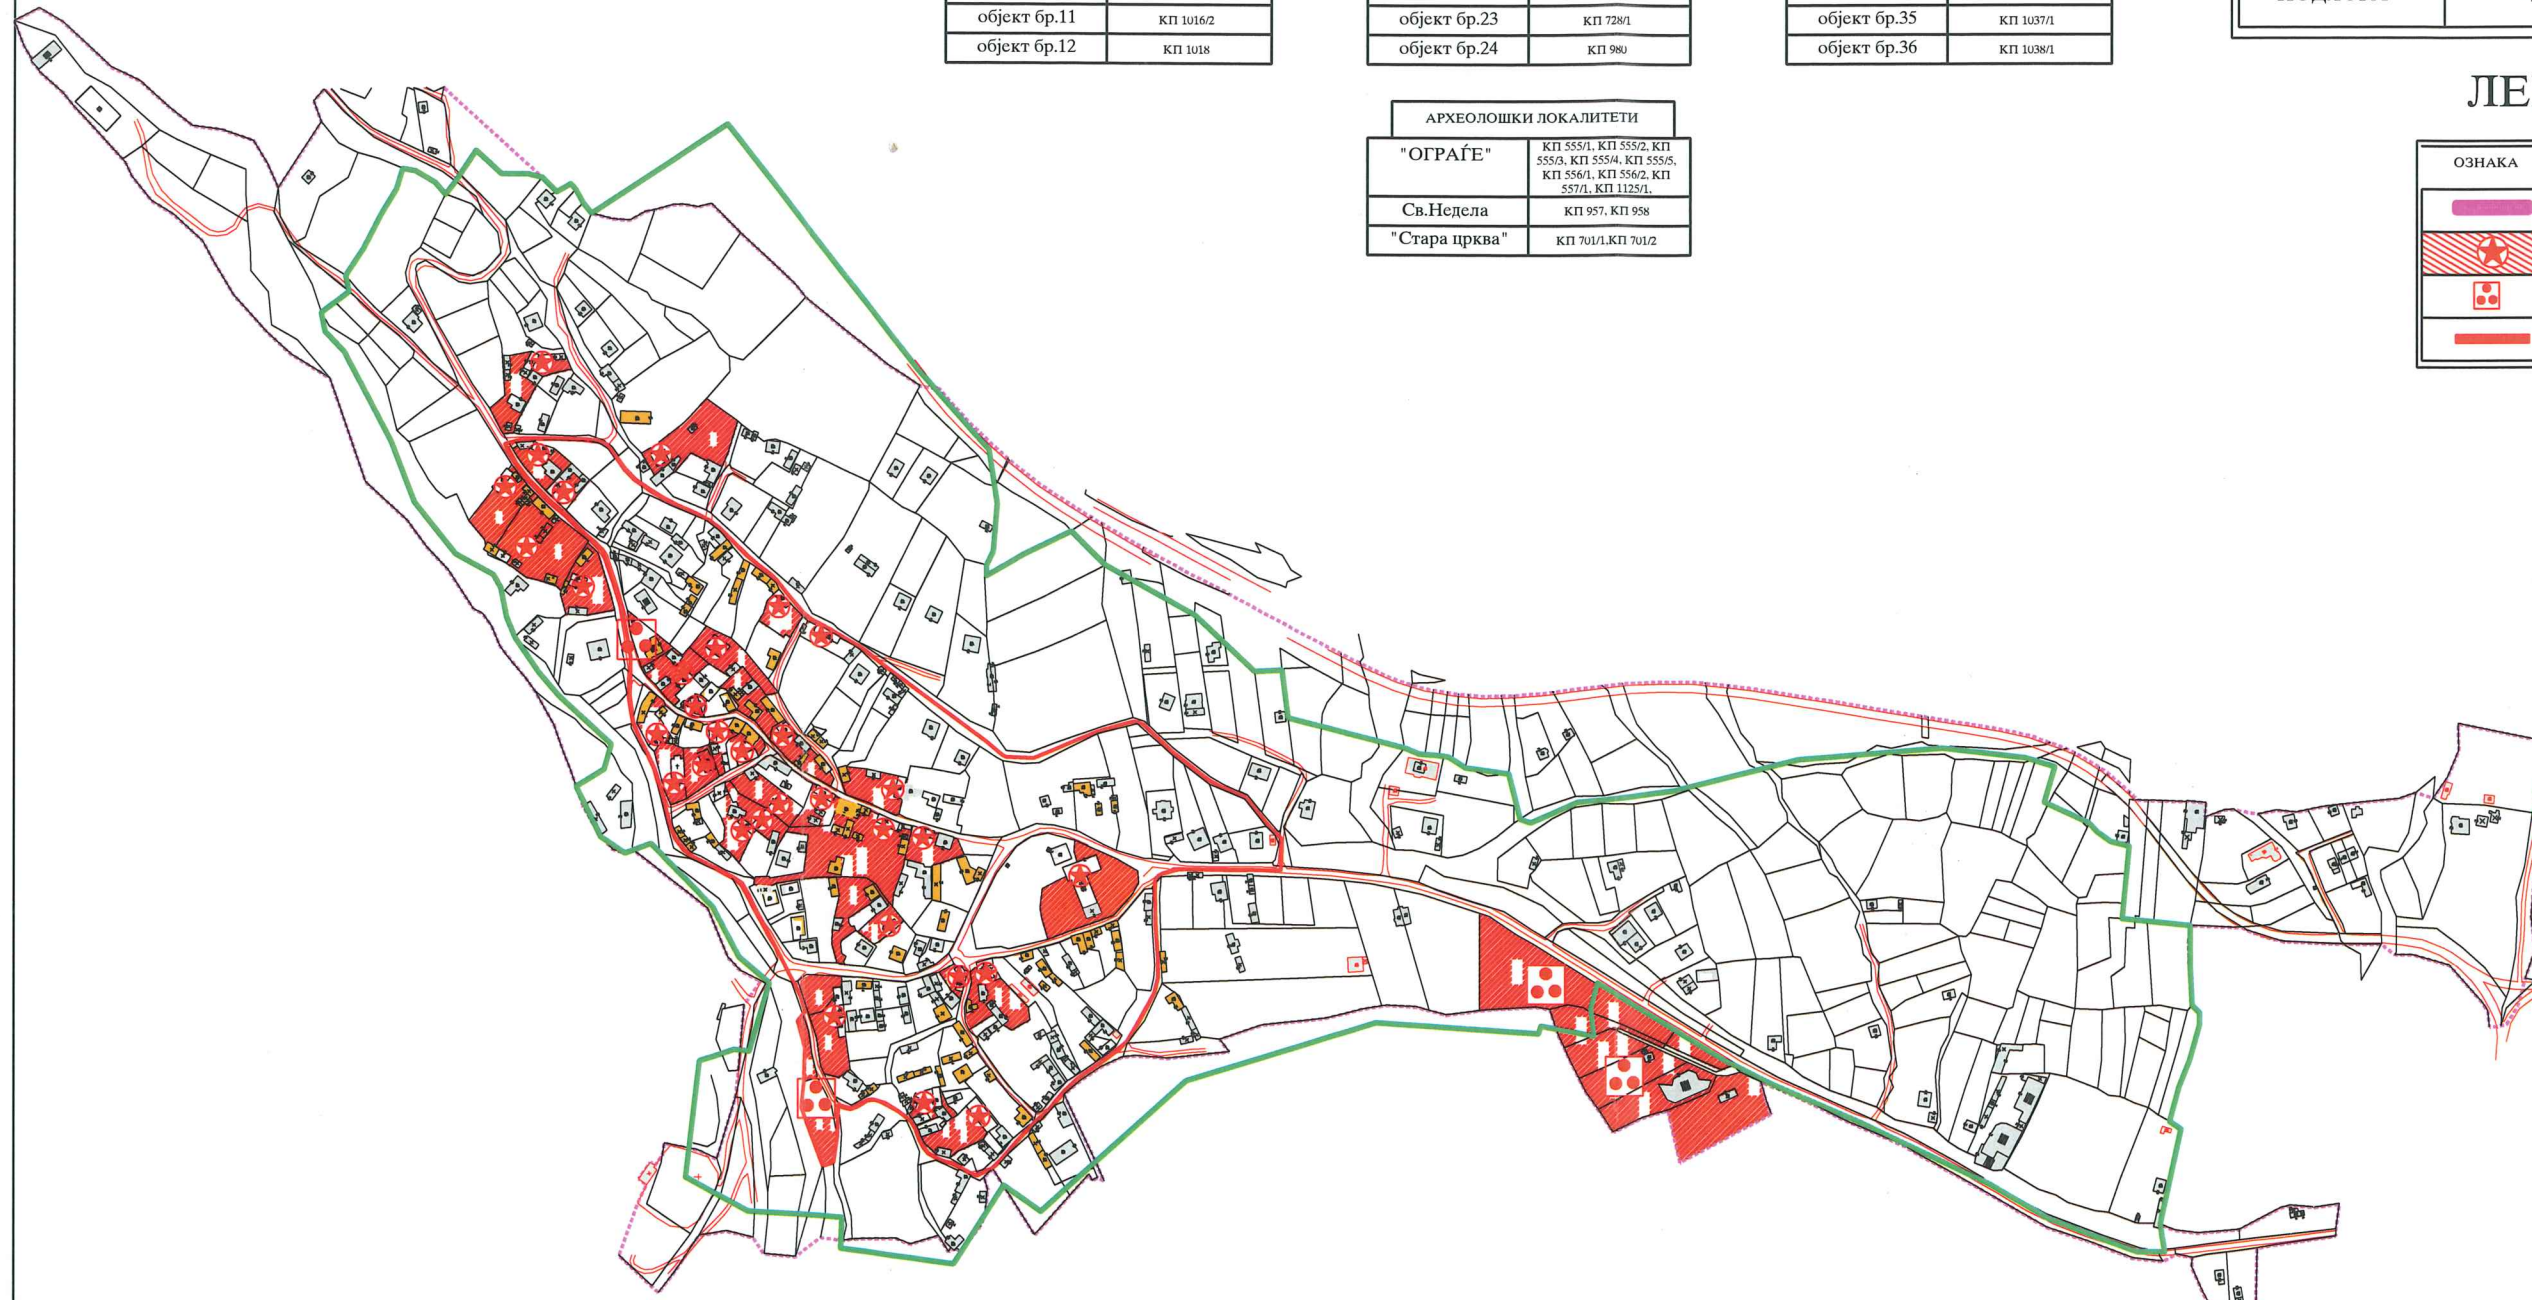 објект бр.11 КП 1016/2
објект бр.12 КП 1018
објект бр.23 КП 728/1
објект бр.24 КП 980
објект бр.35 КП 1037/1
објект бр.36 КП 1038/1
АРХЕОЛОШКИ ЛОКАЛИТЕТИ
"ОГРАЃЕ"
КП 555/1, КП 555/2, КП
555/3, КП 555/4, КП 555/5,
КП 556/1, КП 556/2, КП
557/1, КП 1125/1,
Св.Недела КП 957, КП 958
"Стара црква" КП 701/1,КП 701/2
ЛЕ
ОЗНАКА